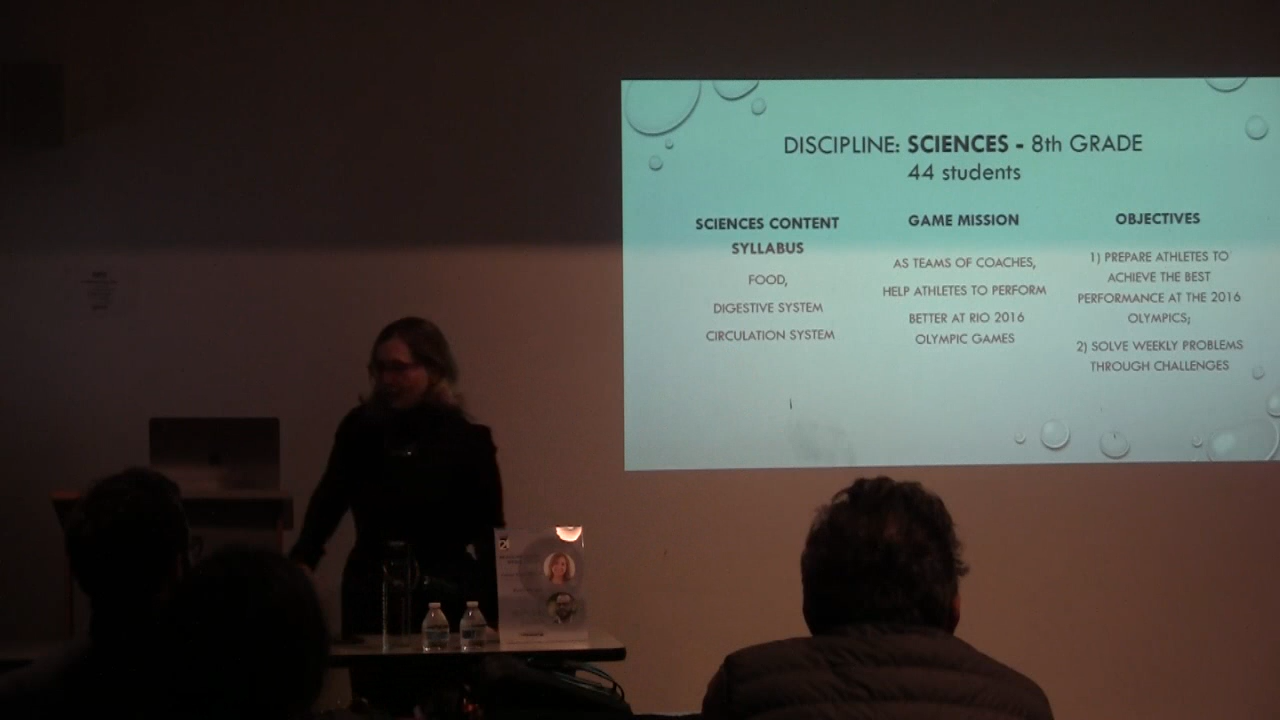 DISCIPLINE: SCIENCES - 8th GRADE
44 students
SCIENCES CONTENT
SYLLABUS
FOOD,
DIGESTIVE SYSTEM
CIRCULATION SYSTEM
GAME MISSION
AS TEAMS OF COACHES,
HELP ATHLETES TO PERFORM
BETTER AT RIO 2016
OLYMPIC GAMES
OBJECTIVES
1) PREPARE ATHLETES TO
ACHIEVE THE BEST
PERFORMANCE AT THE 2016
OLYMPICS;
2) SOLVE WEEKLY PROBLEMS
THROUGH CHALLENGES